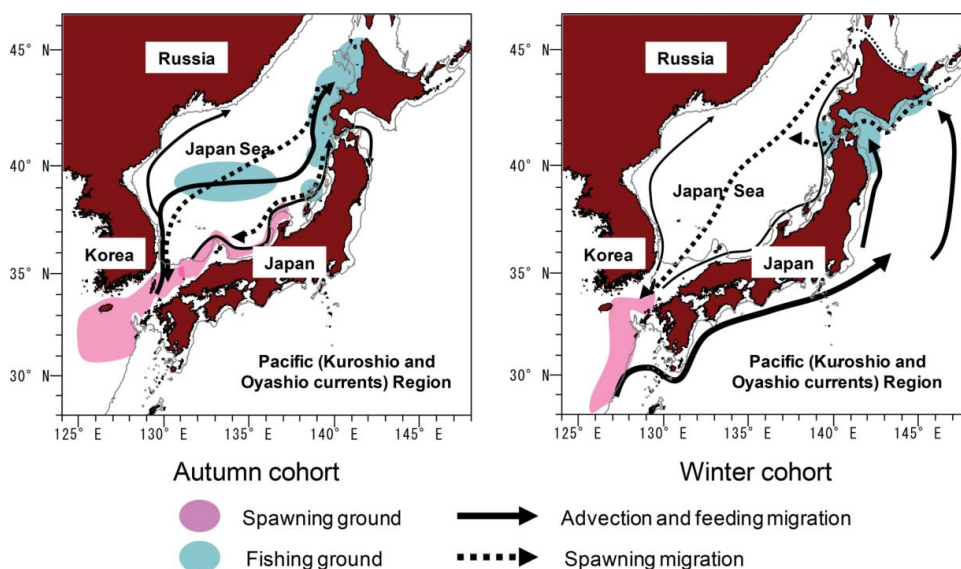 45° N
40° N
35° N
30° N
125° E
130° E
135° E
140° E
145° E
Russia
Japan Sea
Korea
Japan
Pacific (Kuroshio and
Oyashio currents) Region
45° N
40° N
35° N
30° N
125° E
130° E
135° E
140° E
145° E
Russia
Japan Sea
Korea
Japan
Pacific (Kuroshio and
Oyashio currents) Region
Autumn cohort
Winter cohort
Spawning ground
Advection and feeding migration
Fishing ground
Spawning migration